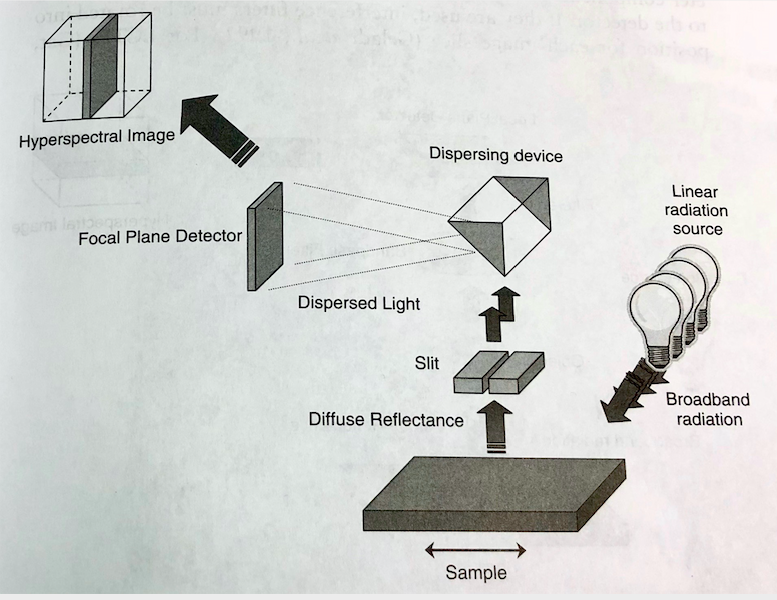 Hyperspectral Image
Dispersing device
Linear
radiation
source
Focal Plane Detector
Dispersed Light
Slit
Broadband
radiation
Diffuse Reflectance
Sample